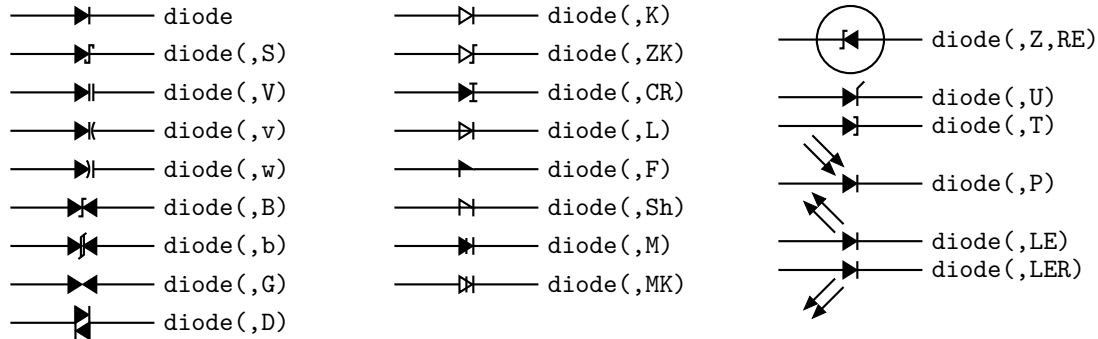 diode
diode(,S)
diode(,V)
diode(,v)
diode(,w)
diode(,B)
diode(,b)
diode(,G)
diode(,D)
diode(,K)
diode(,ZK)
diode(,CR)
diode(,L)
diode(,F)
diode(,Sh)
diode(,M)
diode(,MK)
diode(,Z,RE)
diode(,U)
diode(,T)
diode(,P)
diode(,LE)
diode(,LER)